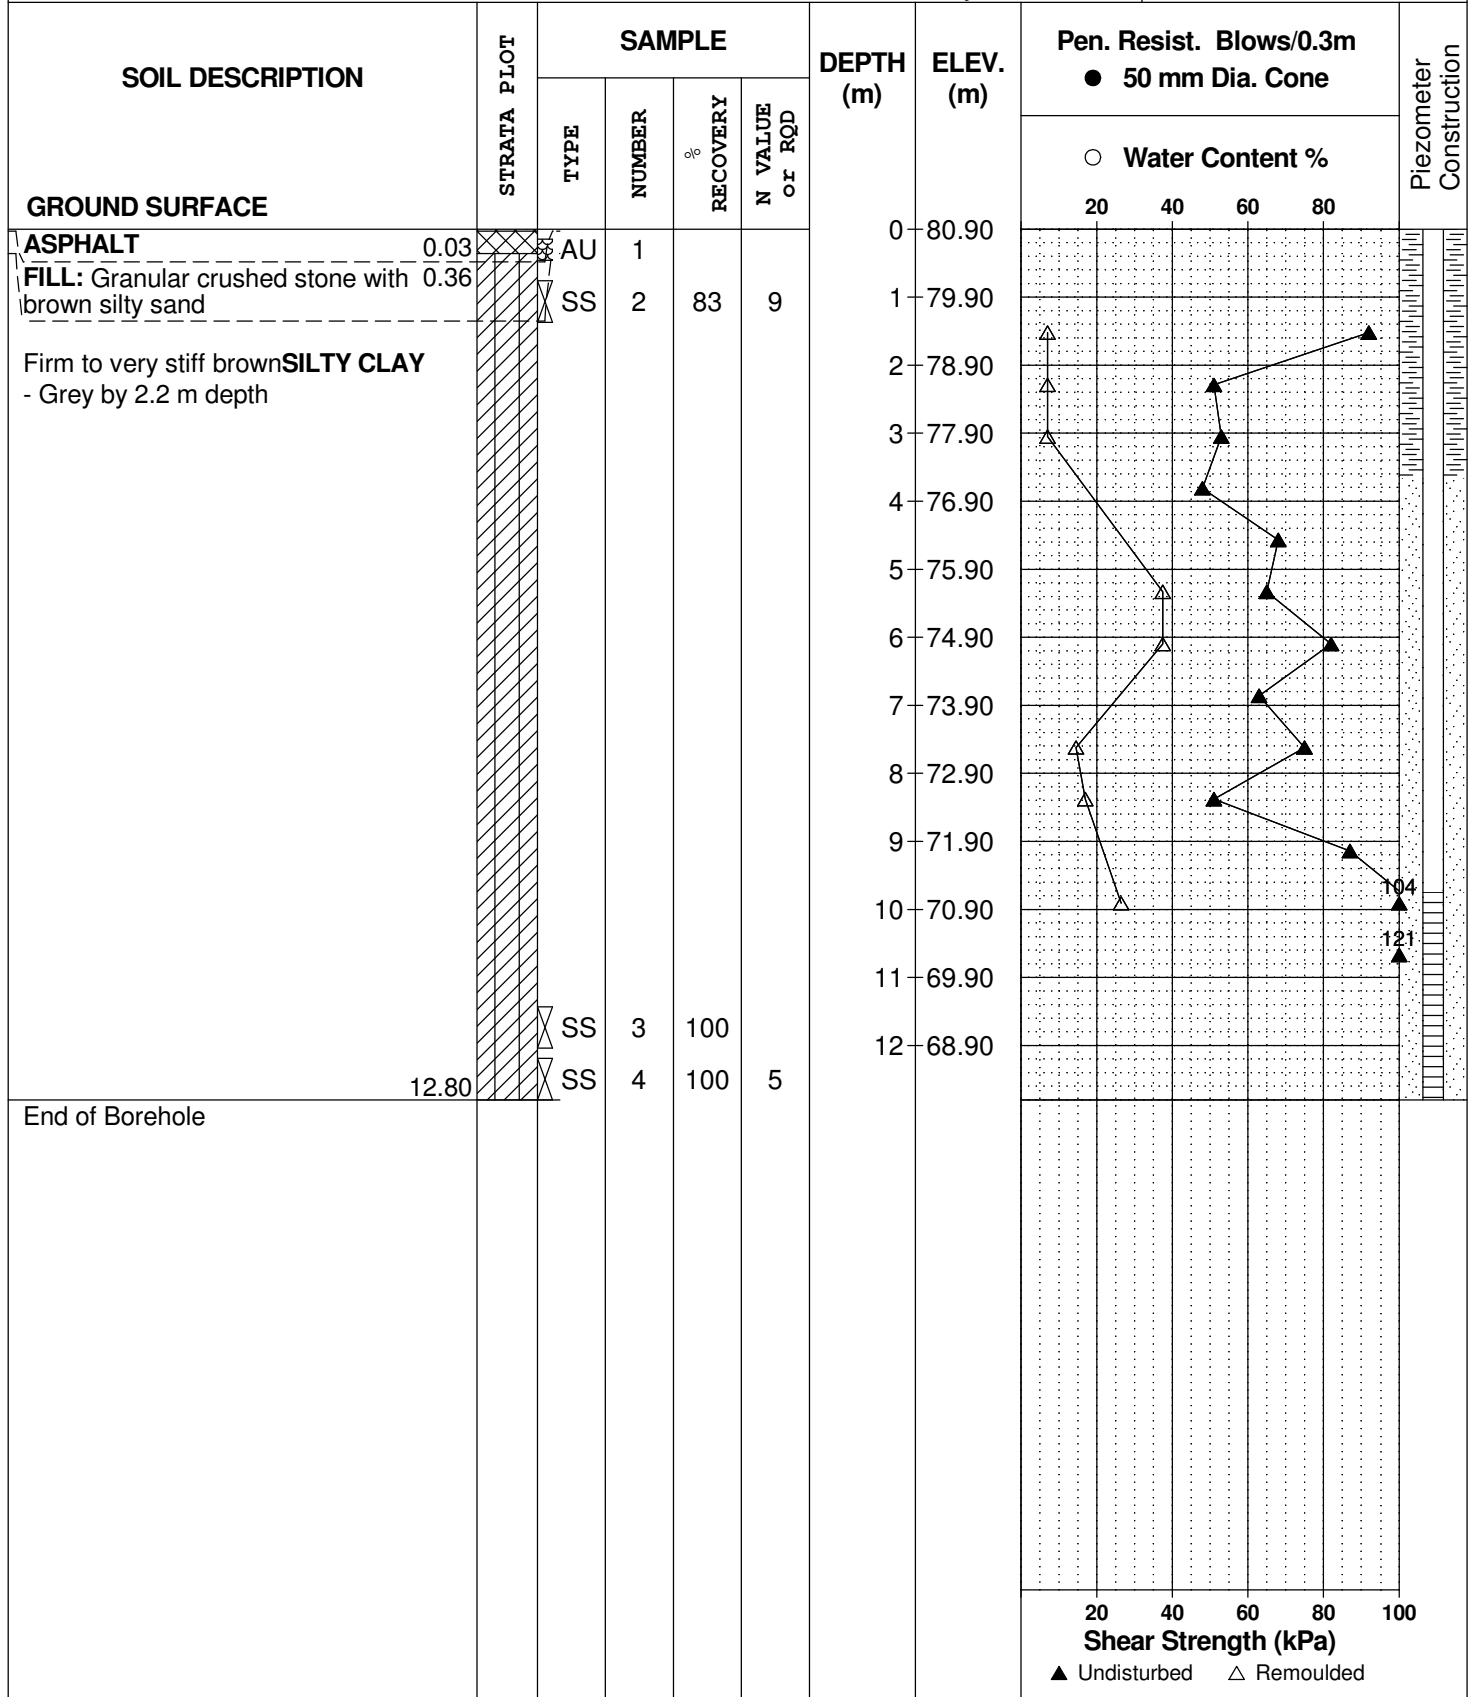 SOIL DESCRIPTION
GROUND SURFACE
STRATA PLOT
SAMPLE
TYPE
NUMBER
% RECOVERY
N VALUE or RQD
DEPTH (m)
ELEV. (m)
Pen. Resist. Blows/0.3m
● 50 mm Dia. Cone
○ Water Content %
20 40 60 80
Piezometer Construction
ASPHALT 0.03
FILL: Granular crushed stone with 0.36
brown silty sand
Firm to very stiff brownSILTY CLAY
- Grey by 2.2 m depth
12.80
End of Borehole
AU 1
SS 2 83 9
SS 3 100
SS 4 100 5
0 80.90
1 79.90
2 78.90
3 77.90
4 76.90
5 75.90
6 74.90
7 73.90
8 72.90
9 71.90
10 70.90
11 69.90
12 68.90
104
121
20 40 60 80 100
Shear Strength (kPa)
▲ Undisturbed △ Remoulded